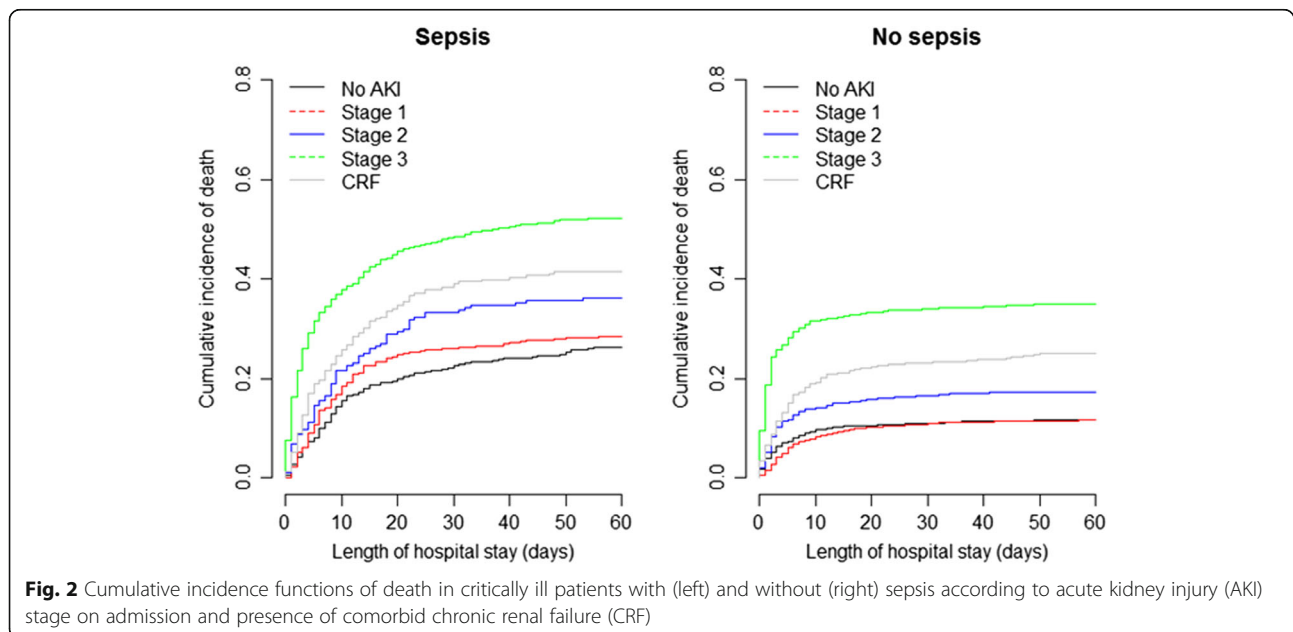 Sepsis
0.8
0.6
0.4
0.2
0.0
Cumulative incidence of death
No AKI
Stage 1
Stage 2
Stage 3
CRF
0 10 20 30 40 50 60
Length of hospital stay (days)
No sepsis
0.8
0.6
0.4
0.2
0.0
Cumulative incidence of death
No AKI
Stage 1
Stage 2
Stage 3
CRF
0 10 20 30 40 50 60
Length of hospital stay (days)
Fig. 2 Cumulative incidence functions of death in critically ill patients with (left) and without (right) sepsis according to acute kidney injury (AKI)
stage on admission and presence of comorbid chronic renal failure (CRF)